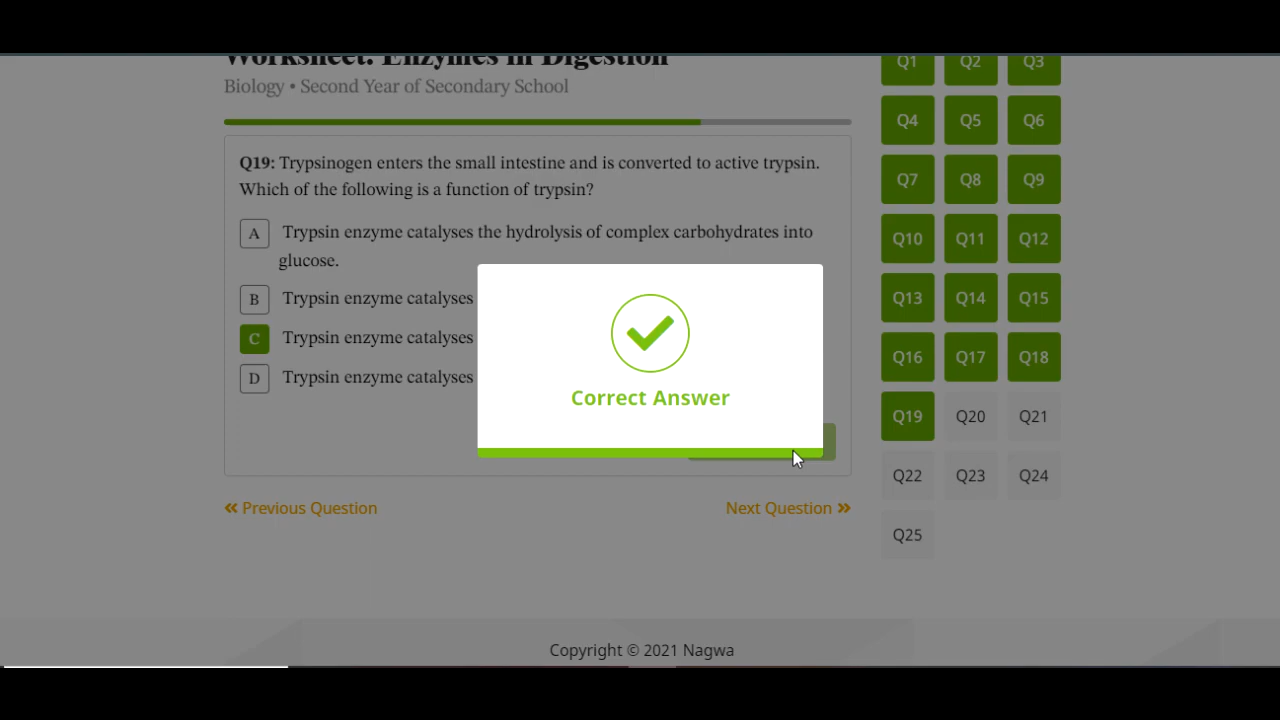 Worksheet: Enzymes in Digestion
Biology • Second Year of Secondary School
Q19: Trypsinogen enters the small intestine and is converted to active trypsin.
Which of the following is a function of trypsin?
A Trypsin enzyme catalyses the hydrolysis of complex carbohydrates into
glucose.
B Trypsin enzyme catalyses
C Trypsin enzyme catalyses
D Trypsin enzyme catalyses
Correct Answer
Previous Question
Next Question
Q1 Q2 Q3
Q4 Q5 Q6
Q7 Q8 Q9
Q10 Q11 Q12
Q13 Q14 Q15
Q16 Q17 Q18
Q19 Q20 Q21
Q22 Q23 Q24
Q25
Copyright © 2021 Nagwa